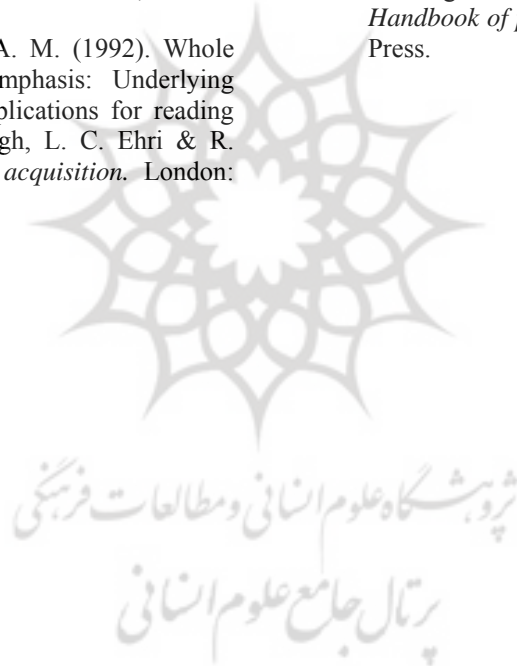 A. M. (1992). Whole
mphasis: Underlying
plications for reading
gh, L. C. Ehri & R.
acquisition. London:
Handbook of
Press.
پژوهشگاه علوم انسانی و مطالعات فرهنگی
پرتال جامع علوم انسانی